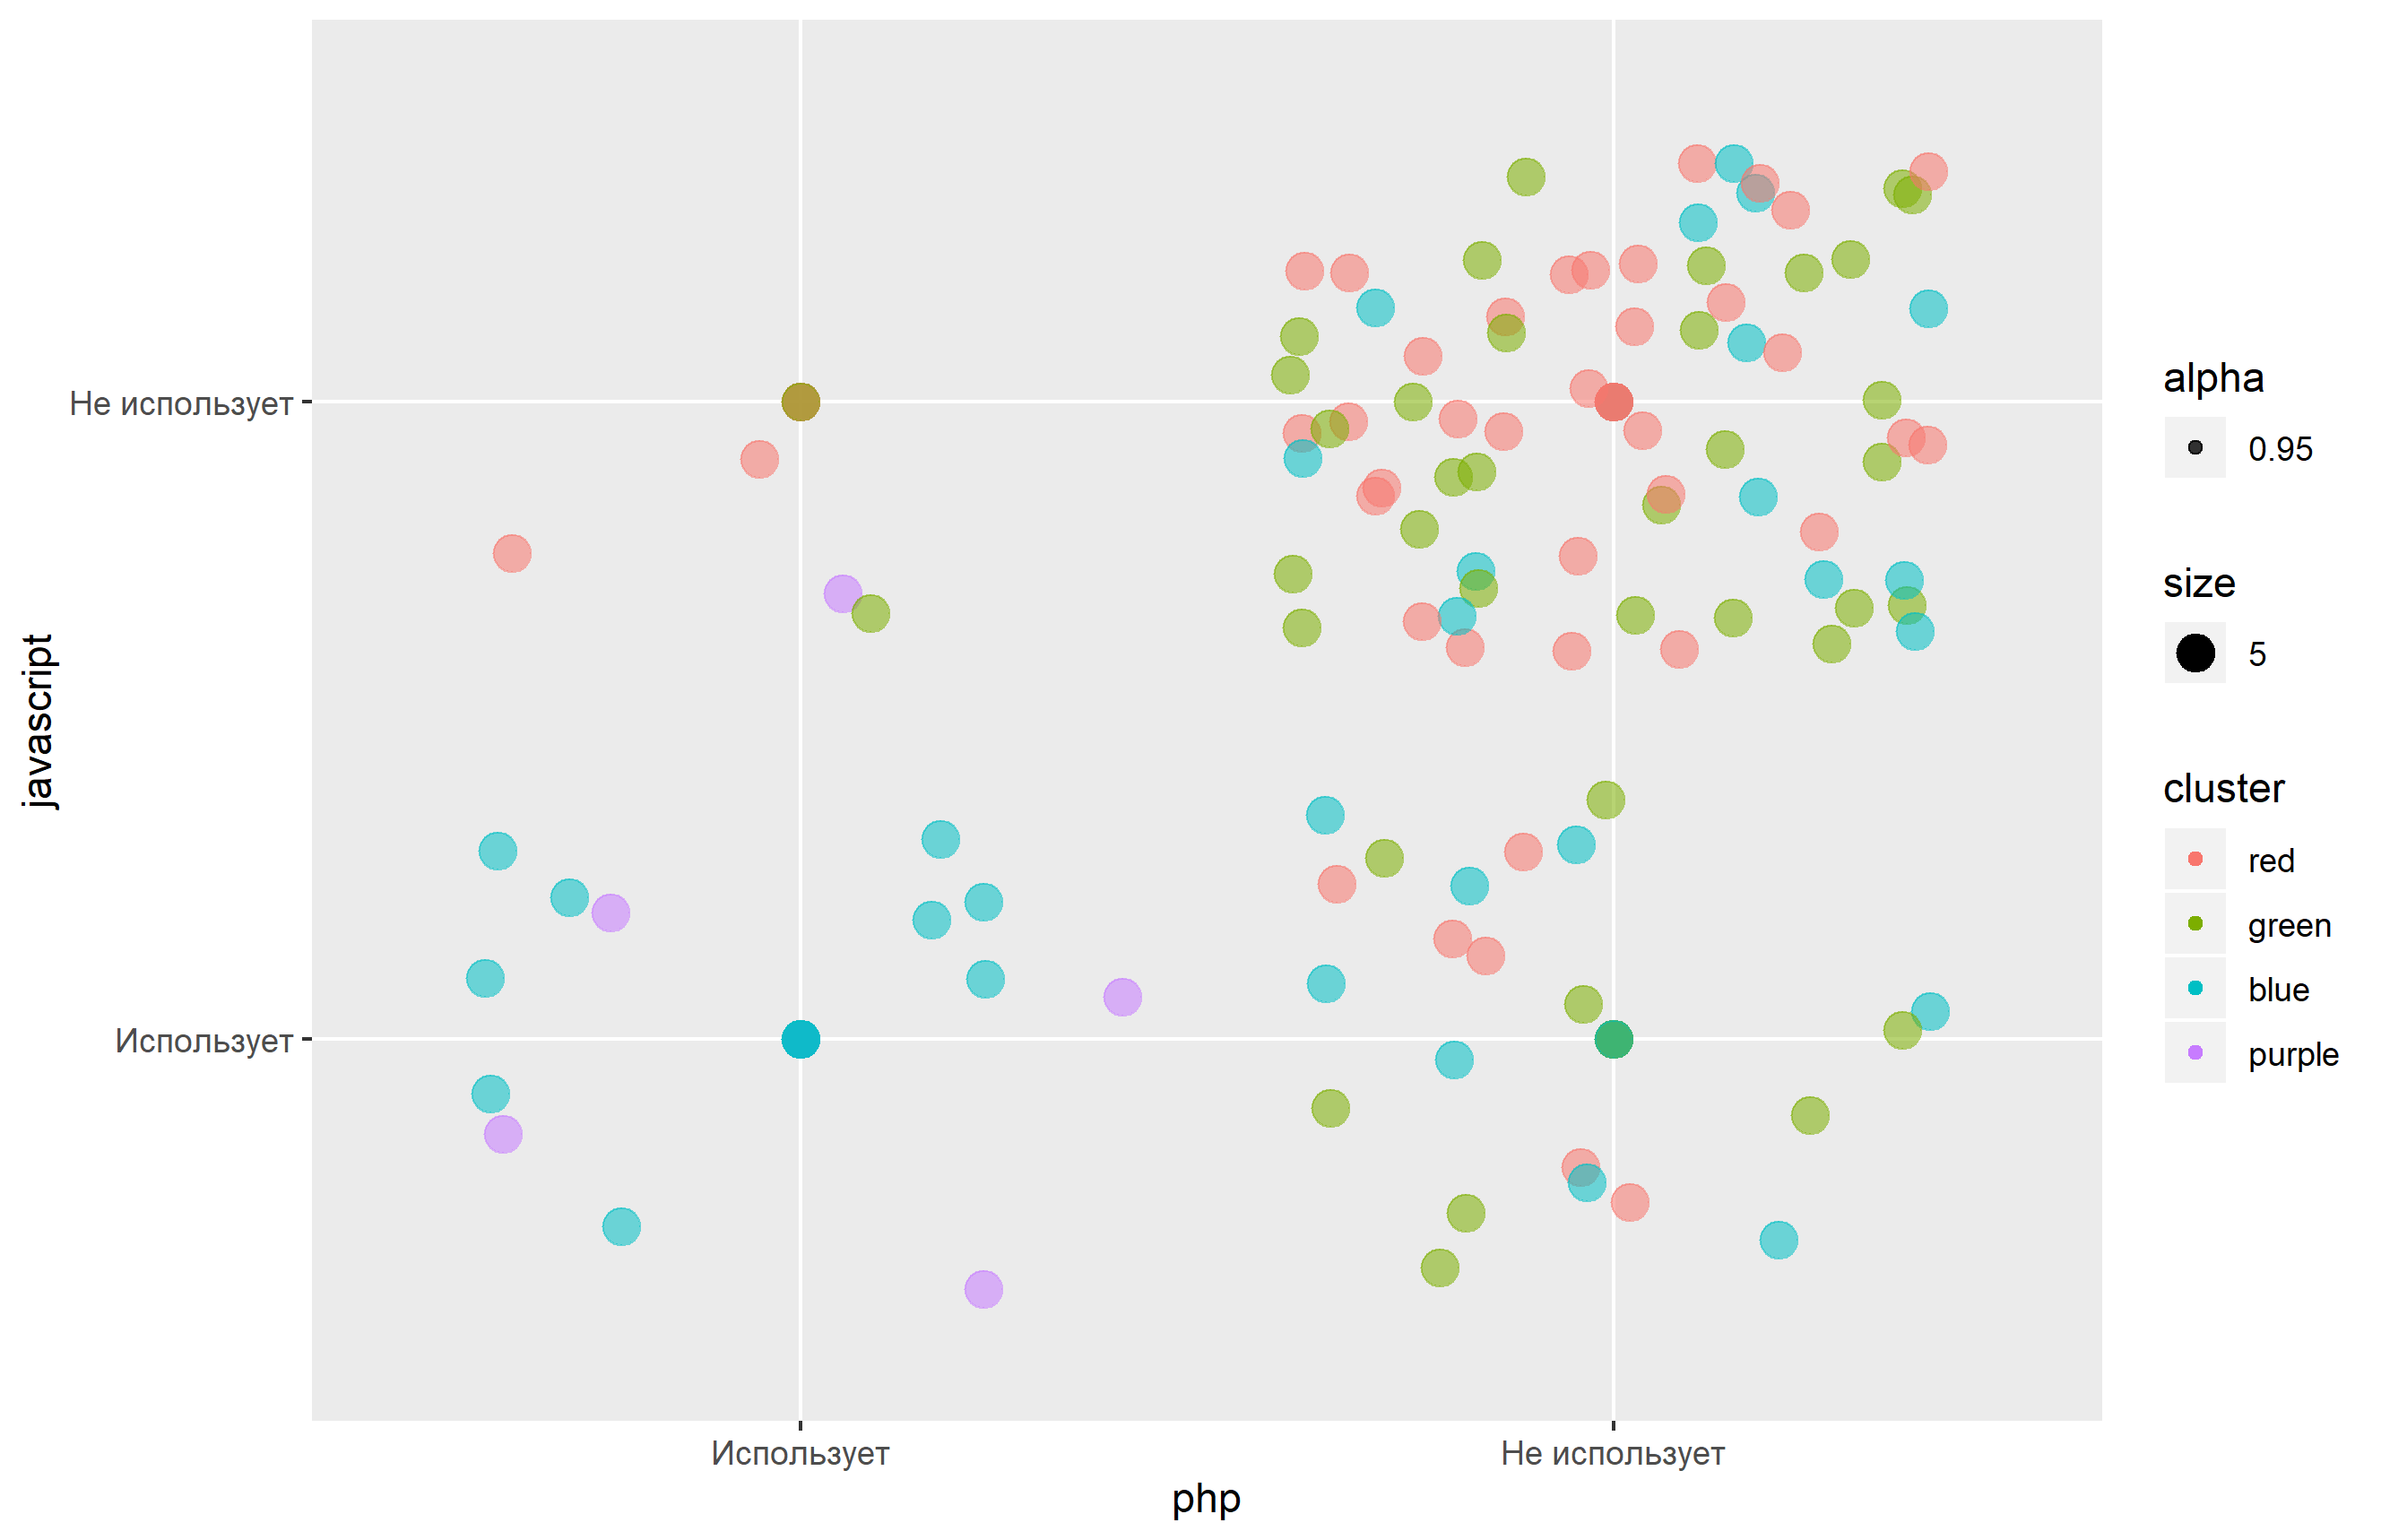 javascript
Не использует
Использует
Использует
Не использует
php
alpha
0.95
size
5
cluster
red
green
blue
purple